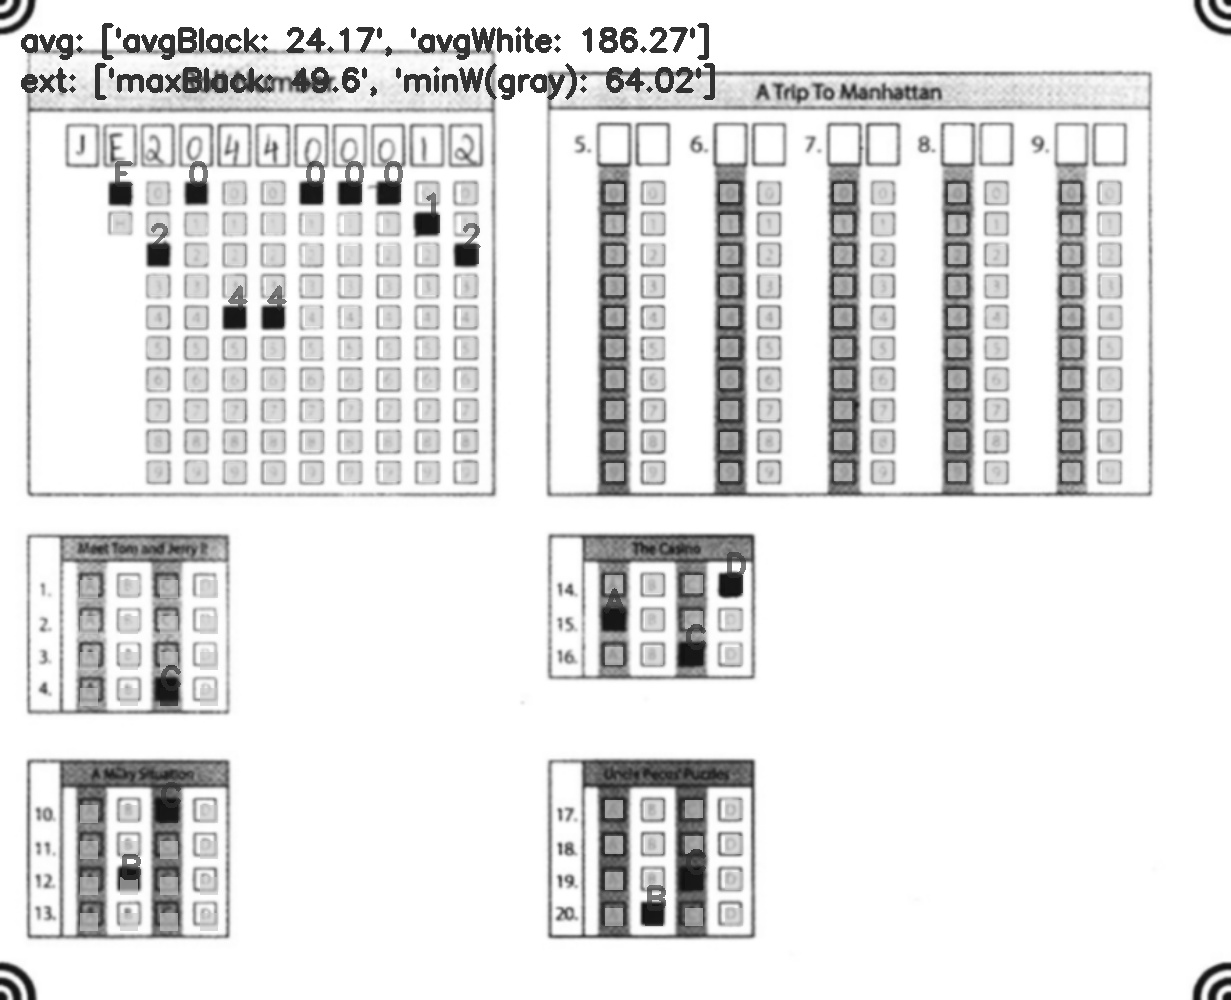 avg: ['avgBlack: 24.17', 'avgWhite: 186.27']
ext: ['maxBlack: 49.6', 'minW(gray): 64.02']
A Trip To Manhattan
J E 2 0 4 4 0 0 0 1 2
5. 6. 7. 8. 9.
E 0 0 0 0
1
2 2
4 4
Meet Tom and Jerry !!
1. A B C D
2. A B C D
3. A B C D
4. A B C D
The Casino
14. B C D
15. A B C D
16. A B C D
A Milky Situation
10. A B C D
11. A B C D
12. A B C D
13. A B C D
Uncle Pecos' Puzzles
17. A B C D
18. A B C D
19. A B C D
20. A B C D